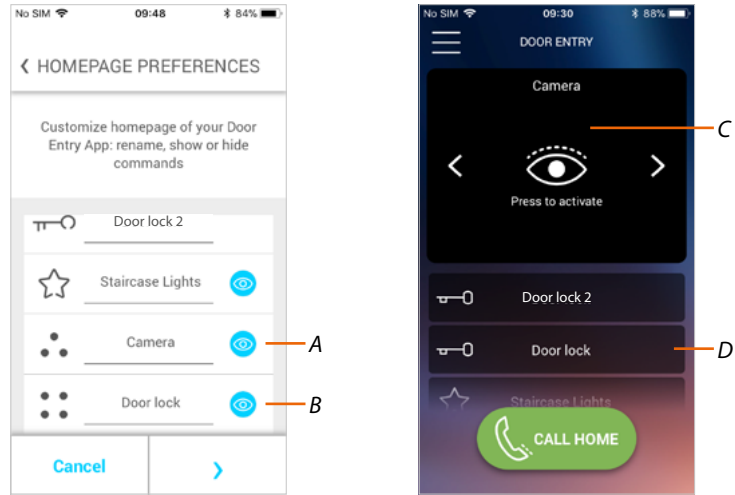 No SIM 09:48 84%
HOMEPAGE PREFERENCES
Customize homepage of your Door
Entry App: rename, show or hide
commands
Door lock 2
Staircase Lights
Camera
A
Door lock
B
Cancel
No SIM 09:30 88%
DOOR ENTRY
Camera
C
Press to activate
Door lock 2
Door lock
D
Staircase Lights
CALL HOME